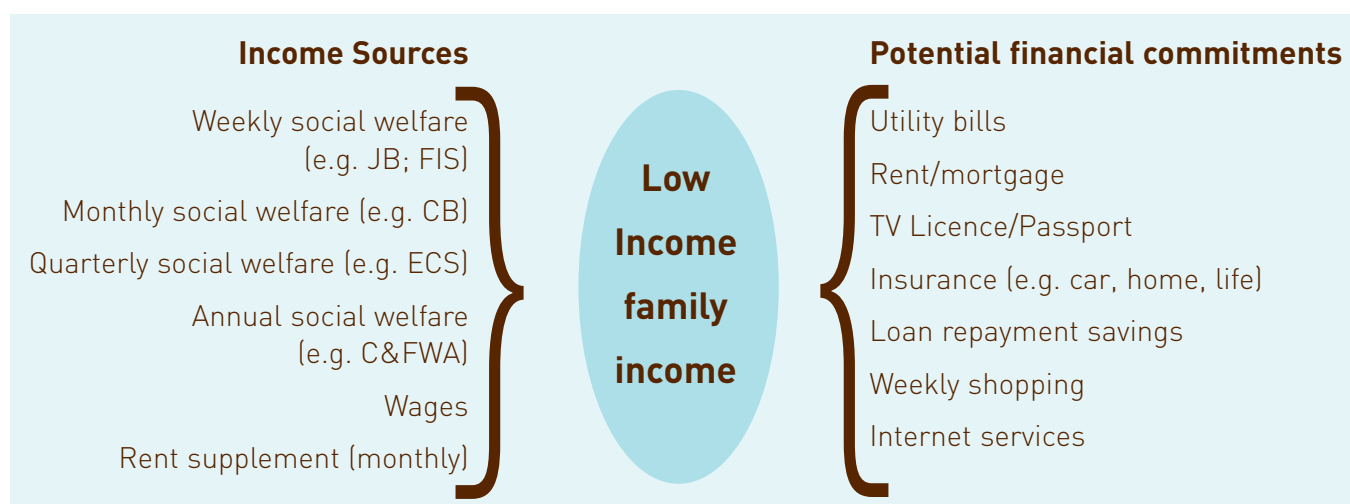 Income Sources
Weekly social welfare
(e.g. JB; FIS)
Monthly social welfare (e.g. CB)
Quarterly social welfare (e.g. ECS)
Annual social welfare
(e.g. C&FWA)
Wages
Rent supplement (monthly)
Low
Income
family
income
Potential financial commitments
Utility bills
Rent/mortgage
TV Licence/Passport
Insurance (e.g. car, home, life)
Loan repayment savings
Weekly shopping
Internet services